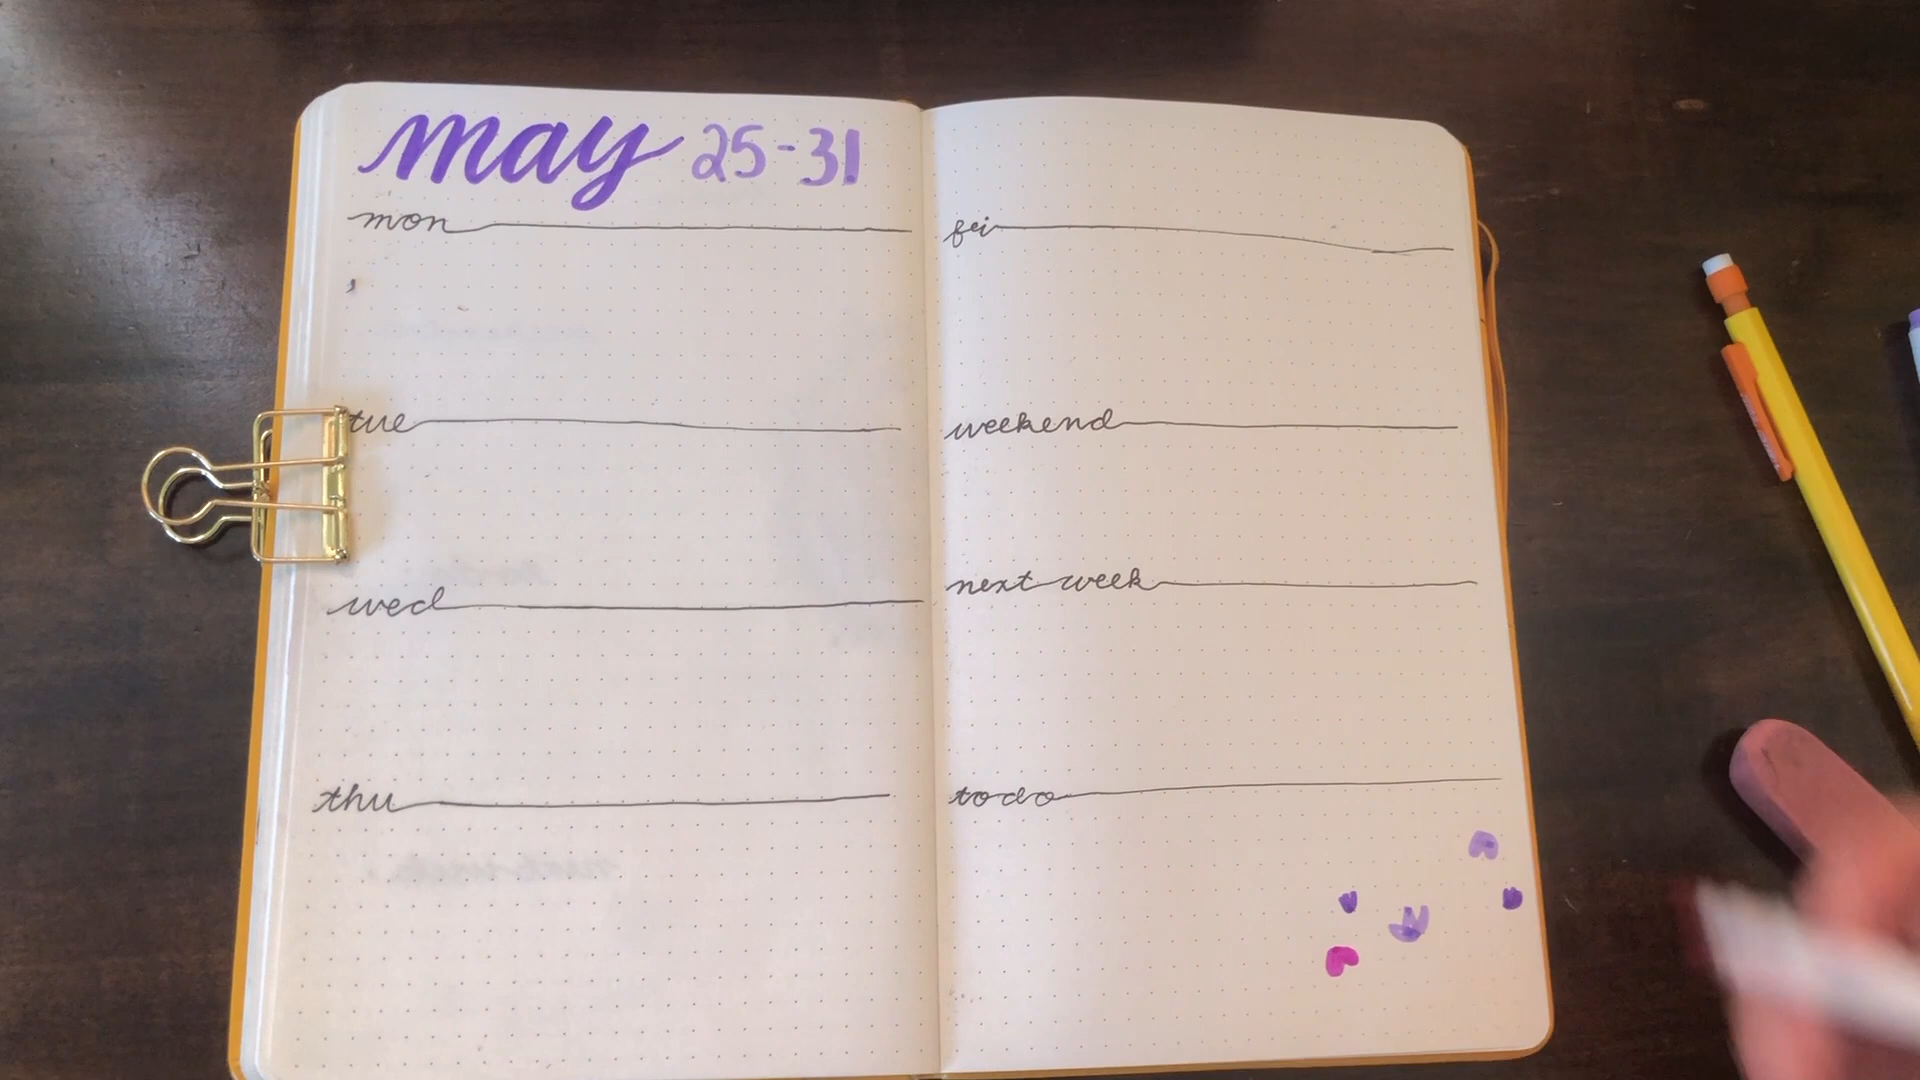 may 25-31
mon
tue
wed
thu
fri
weekend
next week
todo